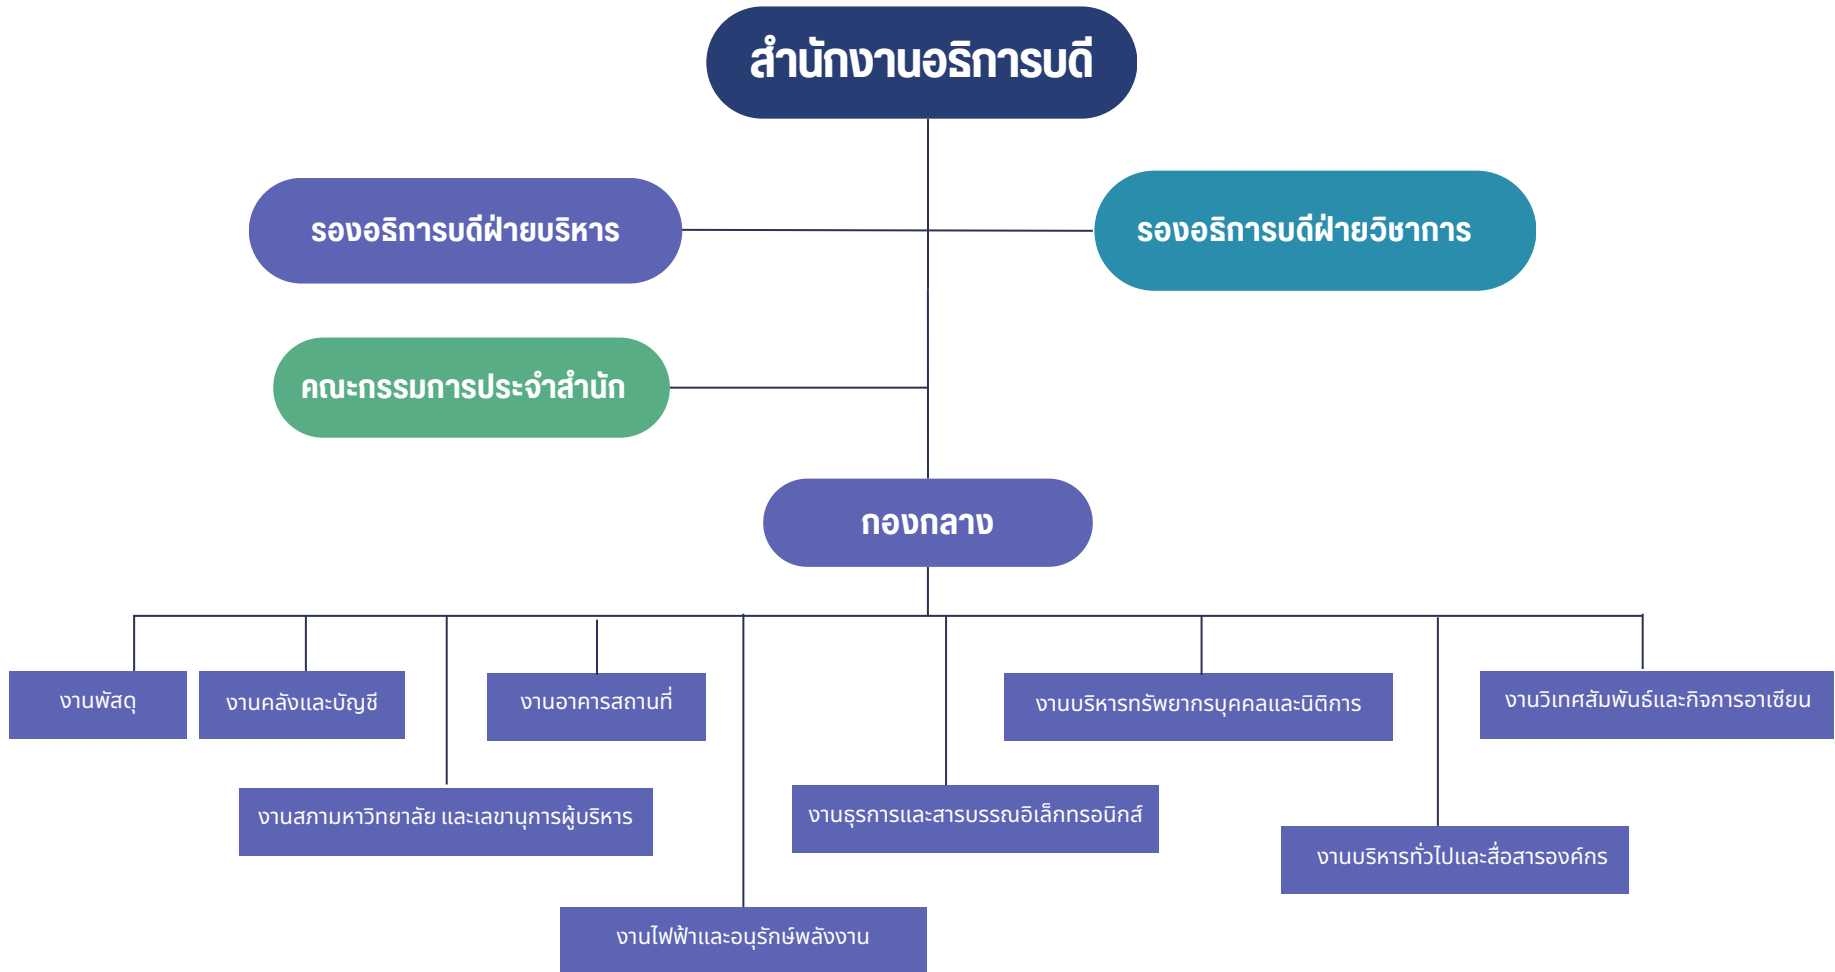 สำนักงานอธิการบดี
รองอธิการบดีฝ่ายบริหาร
รองอธิการบดีฝ่ายวิชาการ
คณะกรรมการประจำสำนัก
กองกลาง
งานพัสดุ
งานคลังและบัญชี
งานอาคารสถานที่
งานบริหารทรัพยากรบุคคลและนิติการ
งานวิเทศสัมพันธ์และกิจการอาเซียน
งานสภามหาวิทยาลัย และเลขานุการผู้บริหาร
งานธุรการและสารบรรณอิเล็กทรอนิกส์
งานบริหารทั่วไปและสื่อสารองค์กร
งานไฟฟ้าและอนุรักษ์พลังงาน